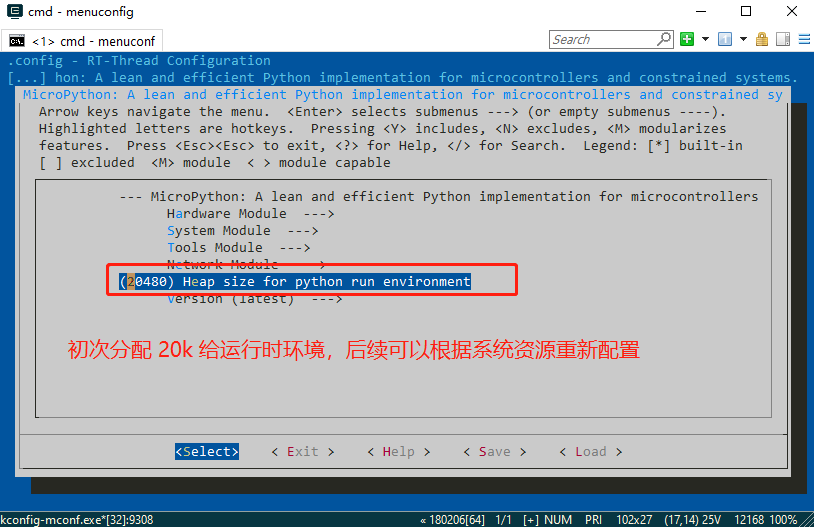 cmd - menuconfig
<1> cmd - menuconf
Search
.config - RT-Thread Configuration
[...] hon: A lean and efficient Python implementation for microcontrollers and constrained systems.
MicroPython: A lean and efficient Python implementation for microcontrollers and constrained sy
Arrow keys navigate the menu. <Enter> selects submenus ---> (or empty submenus ----).
Highlighted letters are hotkeys. Pressing <Y> includes, <N> excludes, <M> modularizes
features. Press <Esc><Esc> to exit, <?> for Help, </> for Search. Legend: [*] built-in
[ ] excluded <M> module < > module capable
--- MicroPython: A lean and efficient Python implementation for microcontrollers
Hardware Module --->
System Module --->
Tools Module --->
Network Module --->
(20480) Heap size for python run environment
Version (latest) --->
初次分配 20k 给运行时环境，后续可以根据系统资源重新配置
<Select> < Exit > < Help > < Save > < Load >
kconfig-mconf.exe*[32]:9308 « 180206[64] 1/1 [+] NUM PRI 102x27 (17,14) 25V 12168 100%